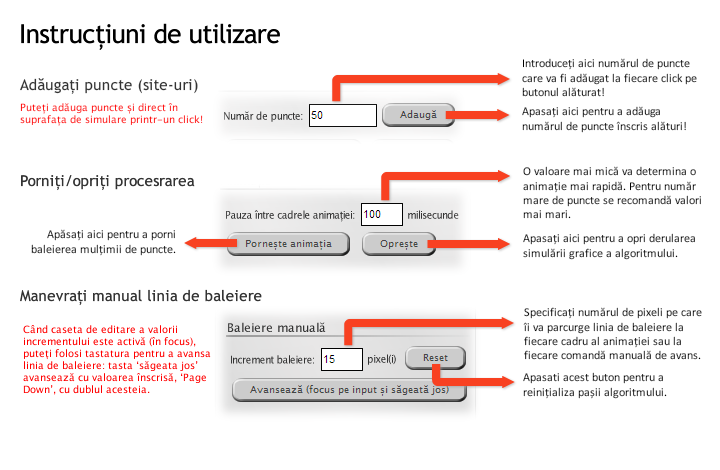 Instrucțiuni de utilizare
Adăugați puncte (site-uri)
Puteți adăuga puncte și direct în
suprafața de simulare printr-un click!
Număr de puncte:
50
Adaugă
Introduceți aici numărul de puncte
care va fi adăugat la fiecare click pe
butonul alăturat!
Apasați aici pentru a adăuga
numărul de puncte înscris alături!
Porniți/opriți procesrarea
Apăsați aici pentru a porni
baleierea mulțimii de puncte.
Pauza între cadrele animației:
100
milisecunde
Pornește animația
Oprește
O valoare mai mică va determina o
animație mai rapidă. Pentru număr
mare de puncte se recomandă valori
mai mari.
Apasați aici pentru a opri derularea
simulării grafice a algoritmului.
Manevrați manual linia de baleiere
Când caseta de editare a valorii
incrementului este activă (în focus),
puteți folosi tastatura pentru a avansa
linia de baleiere: tasta ‘săgeata jos’
avansează cu valoarea înscrisă, ‘Page
Down’, cu dublul acesteia.
Baleiere manuală
Increment baleiere:
15
pixel(i)
Reset
Avansează (focus pe input și săgeată jos)
Specificați numărul de pixeli pe care
îi va parcurge linia de baleiere la
fiecare cadru al animației sau la
fiecare comandă manuală de avans.
Apasati acest buton pentru a
reinițializa pașii algoritmului.